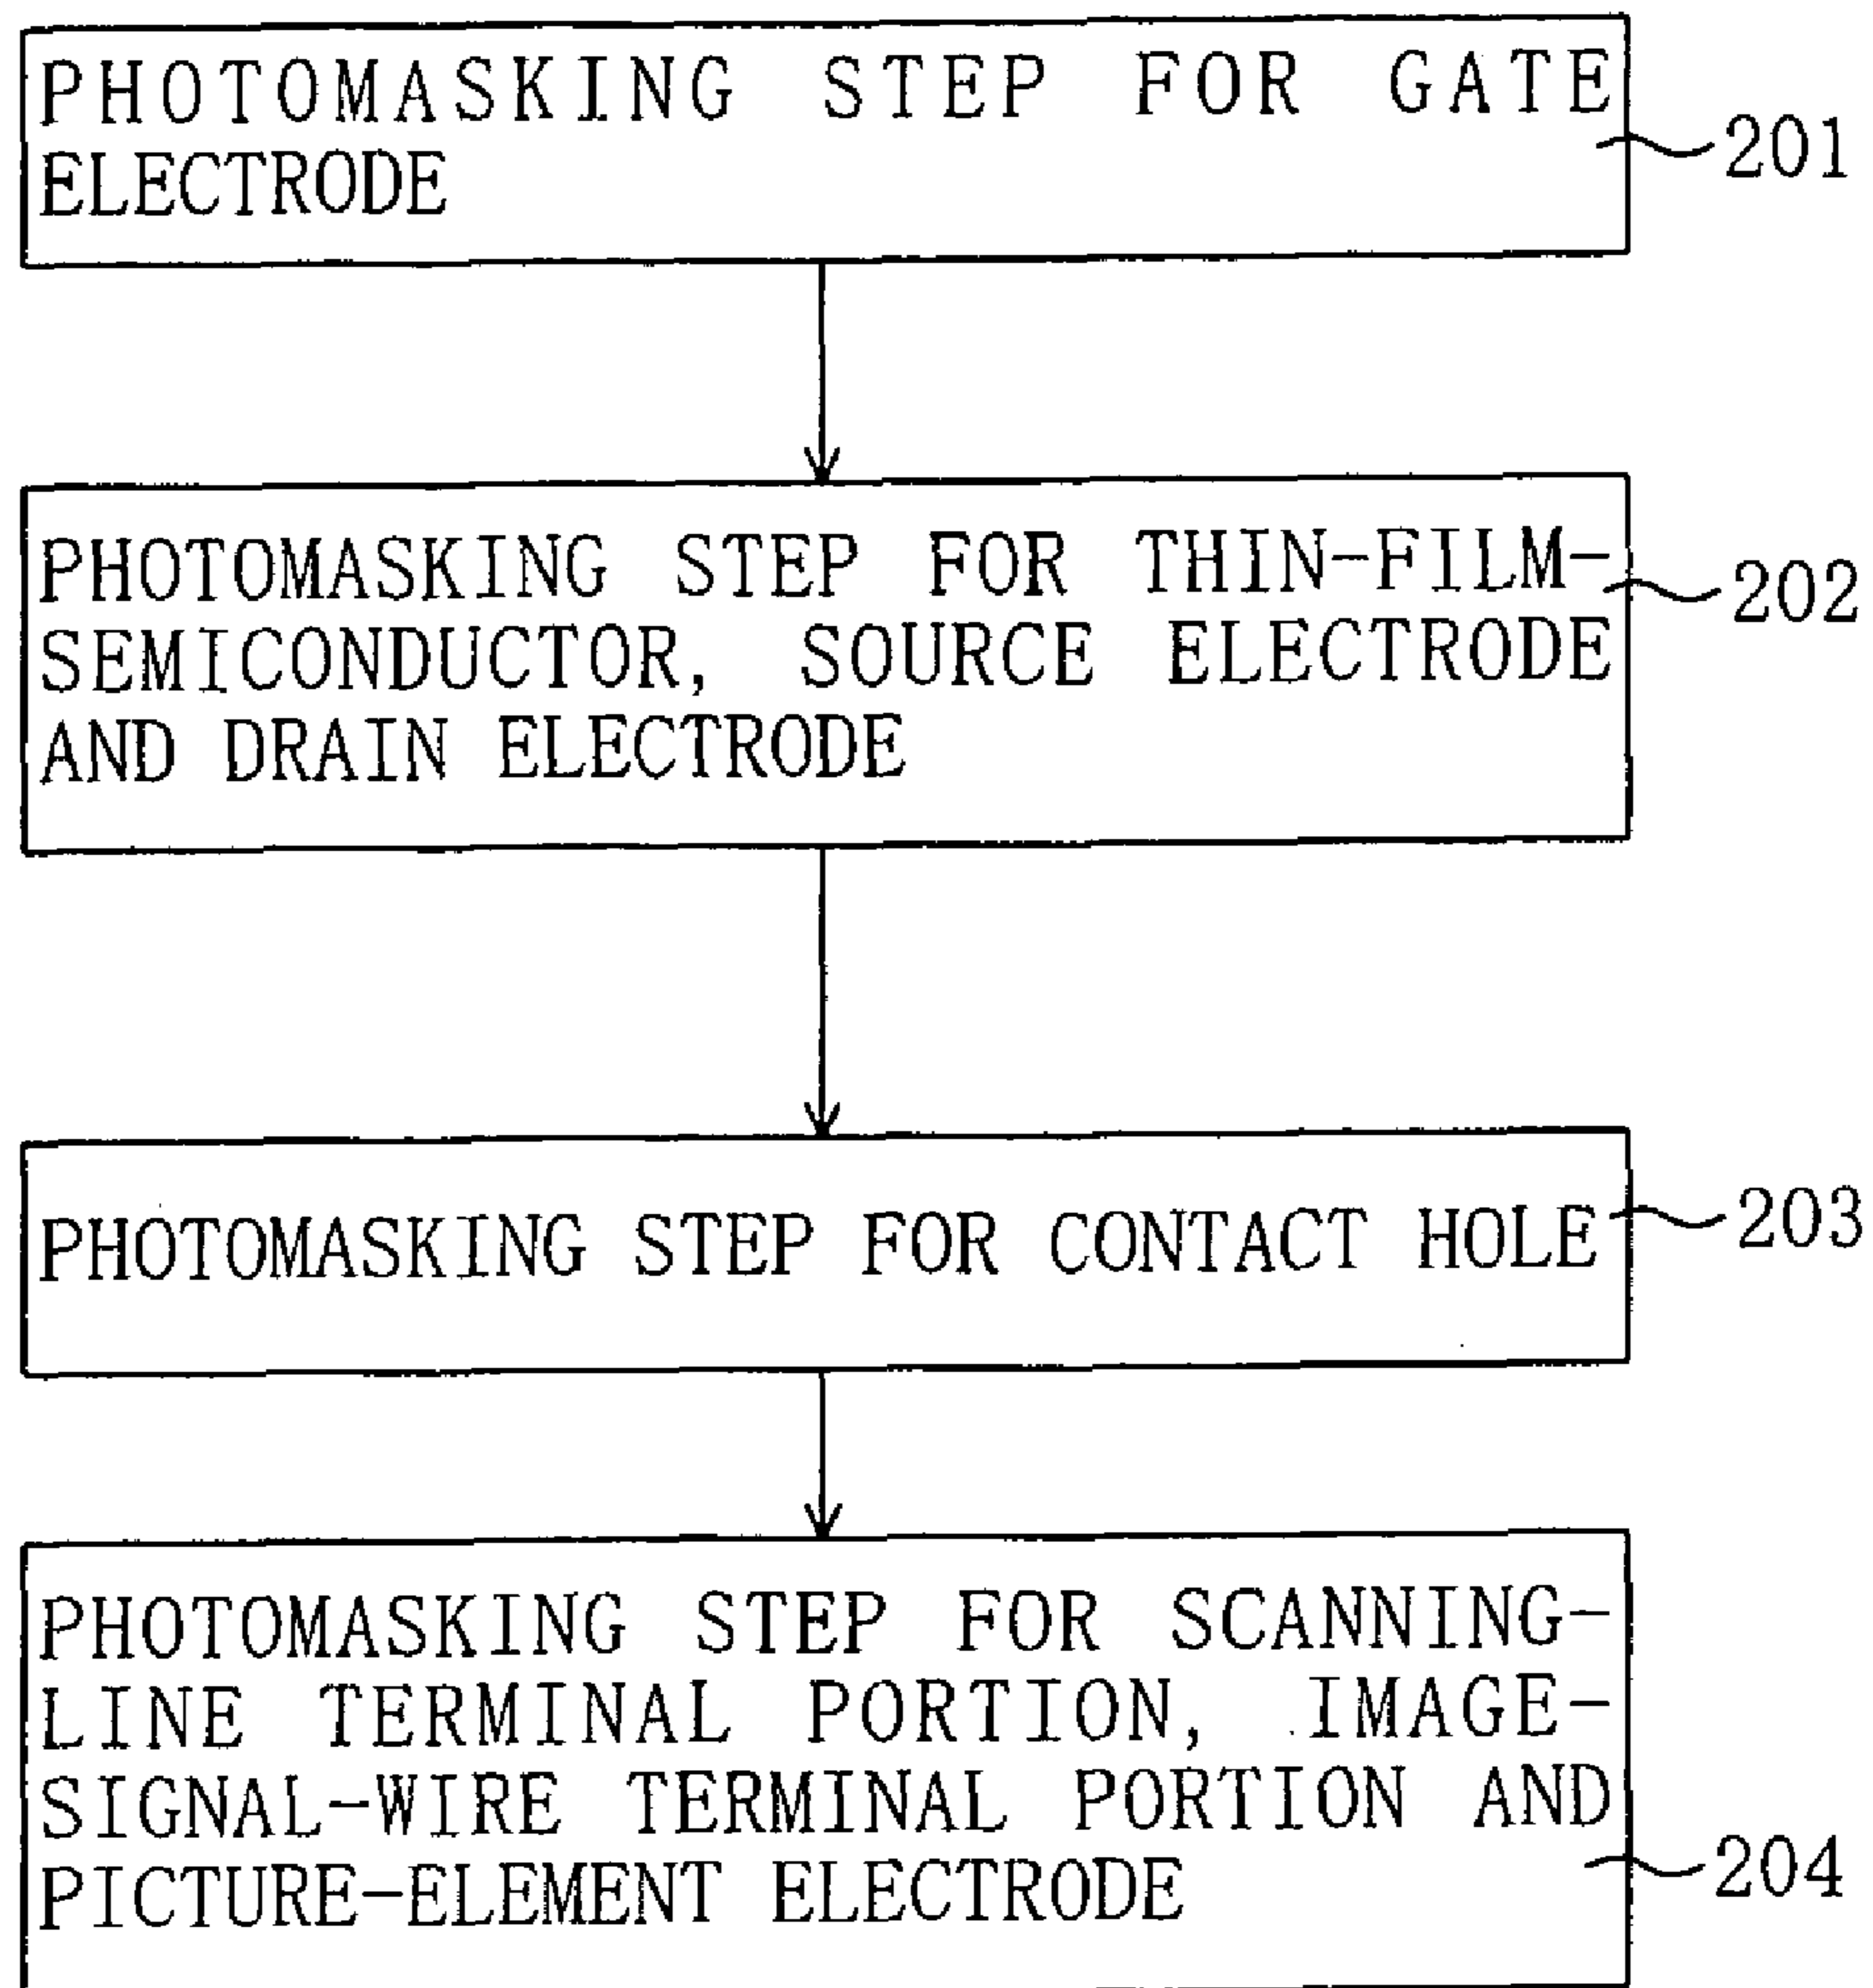 PHOTOMASKING STEP FOR GATE
ELECTRODE
201
PHOTOMASKING STEP FOR THIN-FILM-
SEMICONDUCTOR, SOURCE ELECTRODE
AND DRAIN ELECTRODE
202
PHOTOMASKING STEP FOR CONTACT HOLE
203
PHOTOMASKING STEP FOR SCANNING-
LINE TERMINAL PORTION, IMAGE-
SIGNAL-WIRE TERMINAL PORTION AND
PICTURE-ELEMENT ELECTRODE
204